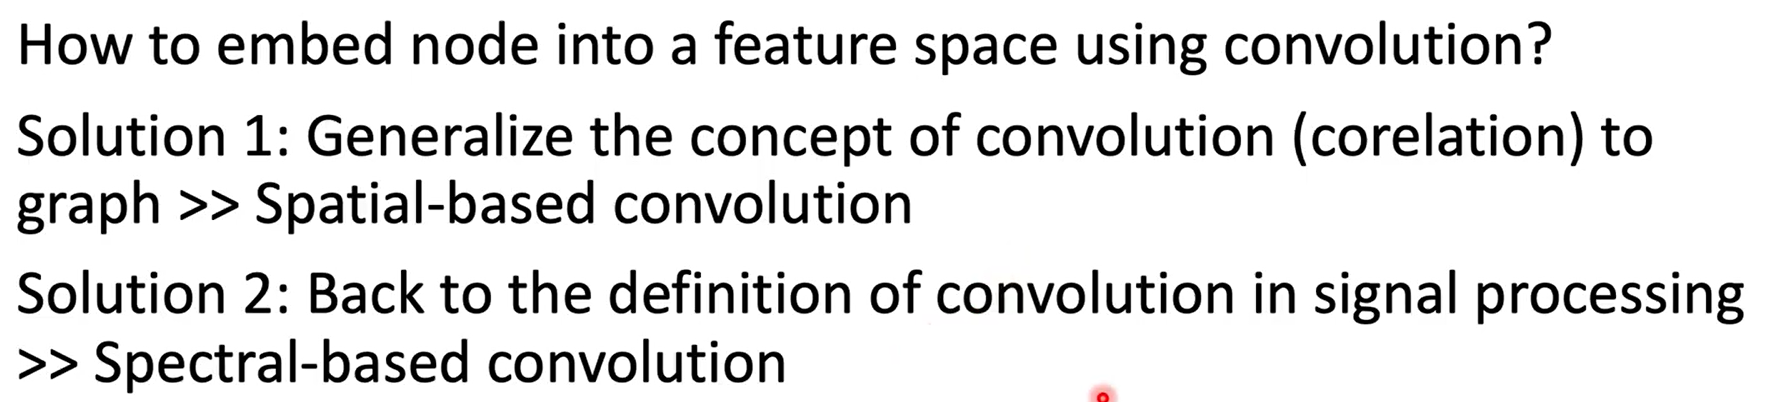 How to embed node into a feature space using convolution?
Solution 1: Generalize the concept of convolution (corelation) to
graph >> Spatial-based convolution
Solution 2: Back to the definition of convolution in signal processing
>> Spectral-based convolution